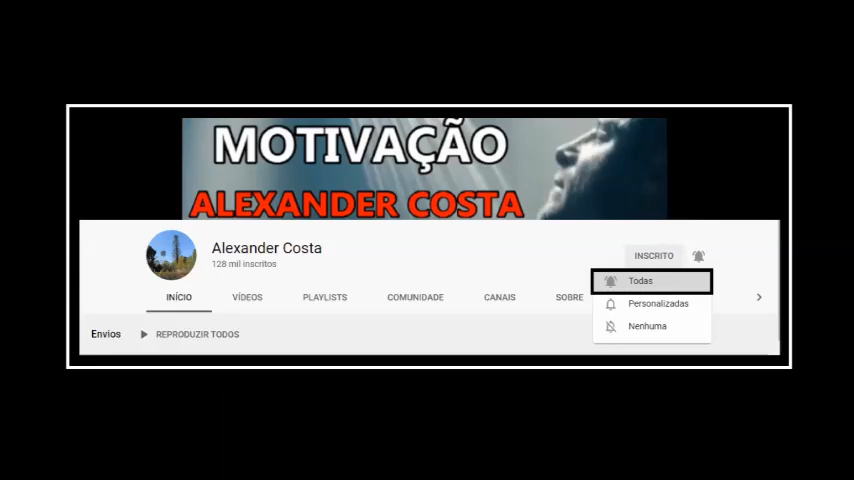 MOTIVAÇÃO
ALEXANDER COSTA
Alexander Costa
128 mil inscritos
INSCRITO
Todas
Personalizadas
Nenhuma
INÍCIO VÍDEOS PLAYLISTS COMUNIDADE CANAIS SOBRE
Envios REPRODUZIR TODOS